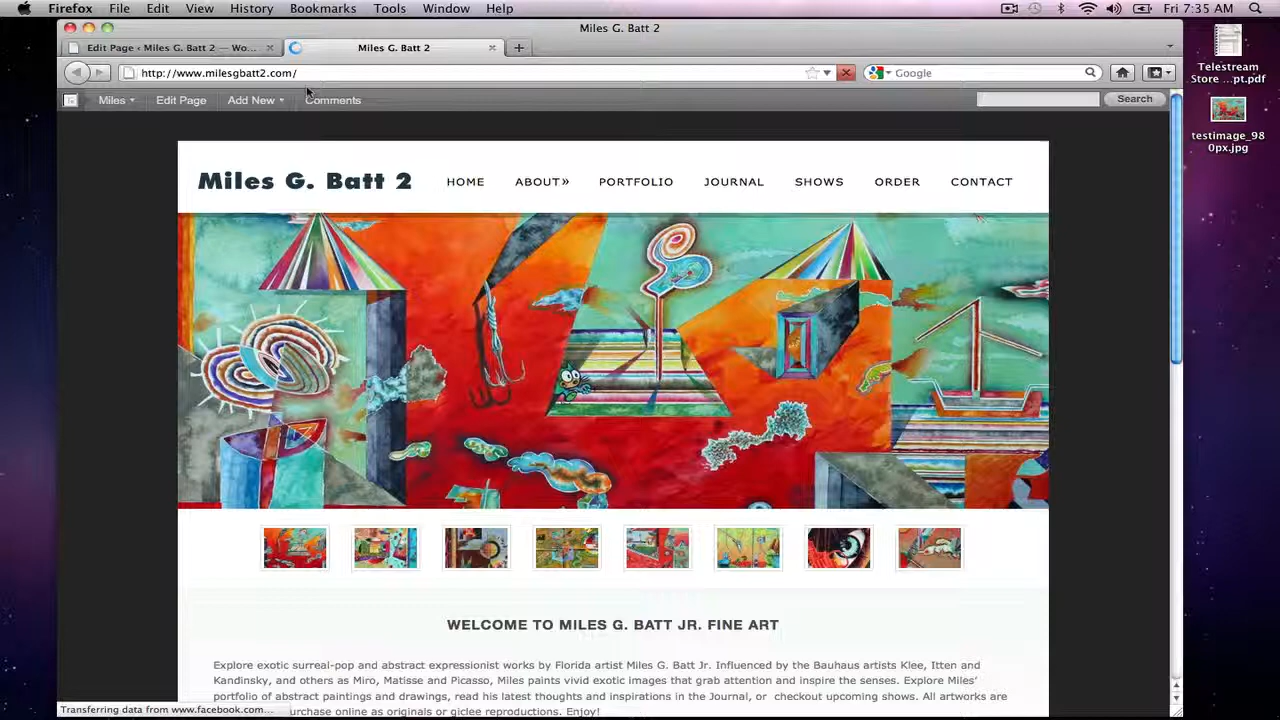 Firefox File Edit View History Bookmarks Tools Window Help Fri 7:35 AM
Miles G. Batt 2
Edit Page ‹ Miles G. Batt 2 — Wo... Miles G. Batt 2
http://www.milesgbatt2.com/ Google
Miles Edit Page Add New Comments Search
Telestream
Store ...pt.pdf
testimage_98
0px.jpg
Miles G. Batt 2 HOME ABOUT» PORTFOLIO JOURNAL SHOWS ORDER CONTACT
WELCOME TO MILES G. BATT JR. FINE ART
Explore exotic surreal-pop and abstract expressionist works by Florida artist Miles G. Batt Jr. Influenced by the Bauhaus artists Klee, Itten and
Kandinsky, and others as Miro, Matisse and Picasso, Miles paints vivid exotic images that grab attention and inspire the senses. Explore Miles'
portfolio of abstract paintings and drawings, read his latest thoughts and inspirations in the Journal, or checkout upcoming shows. All artworks are
urchase online as originals or giclee reproductions. Enjoy!
Transferring data from www.facebook.com...